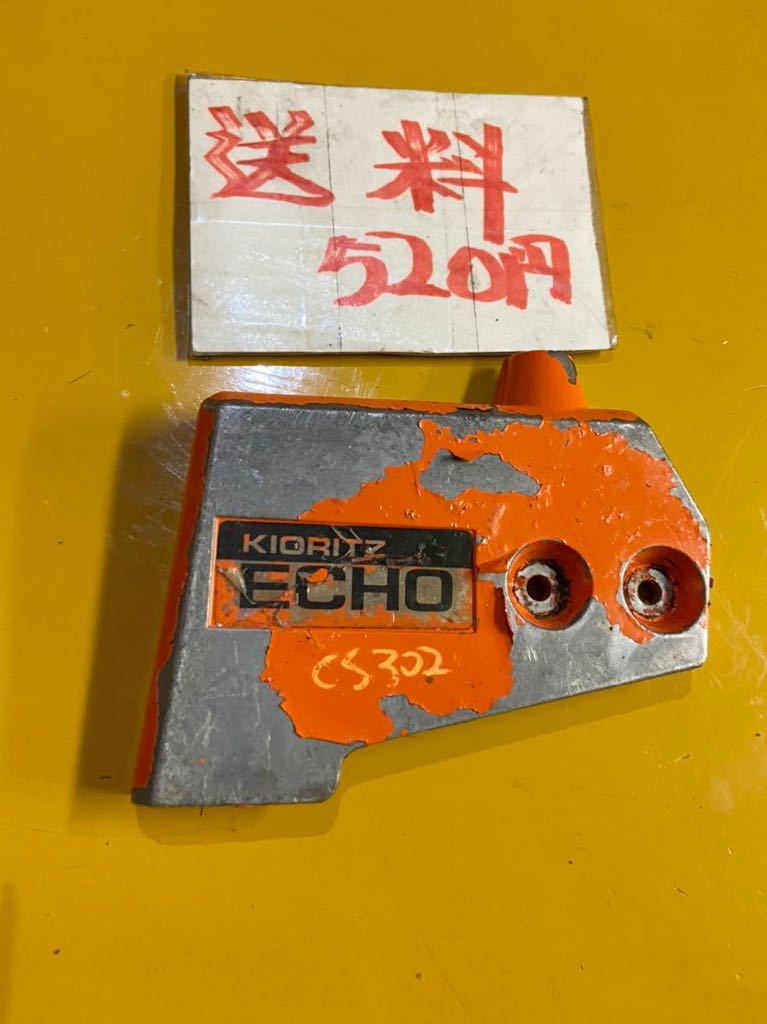 送料
520円
KIORITZ
ECHO
CS302